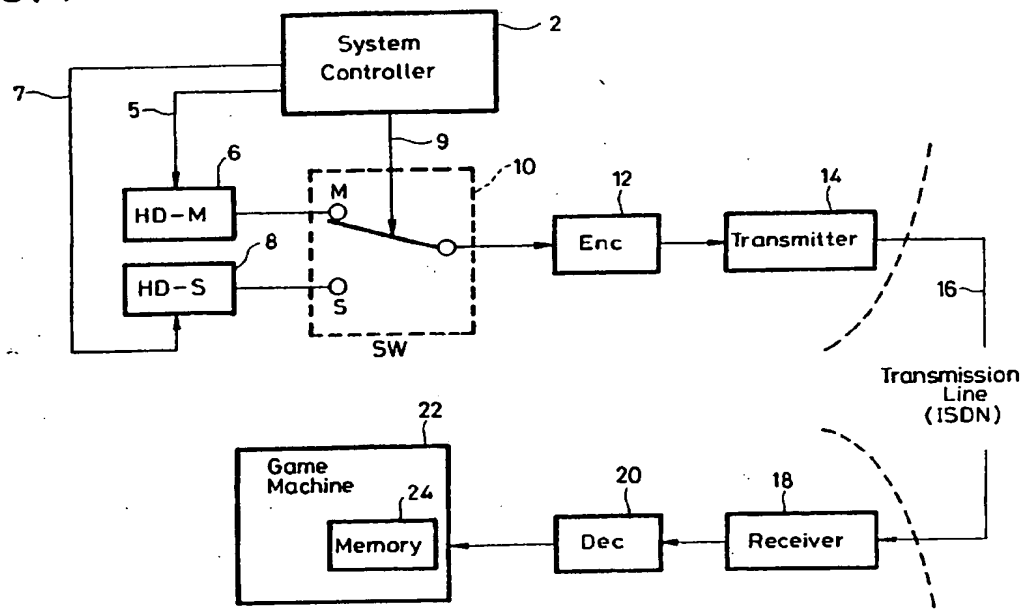 2
System
Controller
7
5
9
6
10
M
HD-M
12
14
Enc
Transmitter
8
HD-S
S
16
SW
Transmission
Line
(ISDN)
22
Game
Machine
24
20
18
Memory
Dec
Receiver